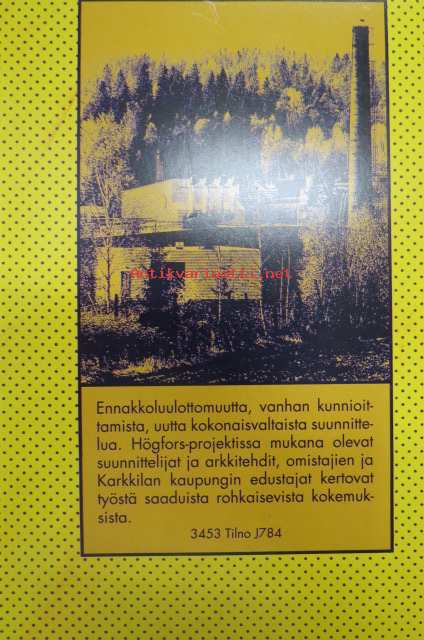 Antikvariaatti.net
Ennakkoluulottomuutta, vanhan kunnioit-
tamista, uutta kokonaisvaltaista suunnitte-
lua. Högfors-projektissa mukana olevat
suunnittelijat ja arkkitehdit, omistajien ja
Karkkilan kaupungin edustajat kertovat
työstä saaduista rohkaisevista kokemuk-
sista.
3453 Tilno J784